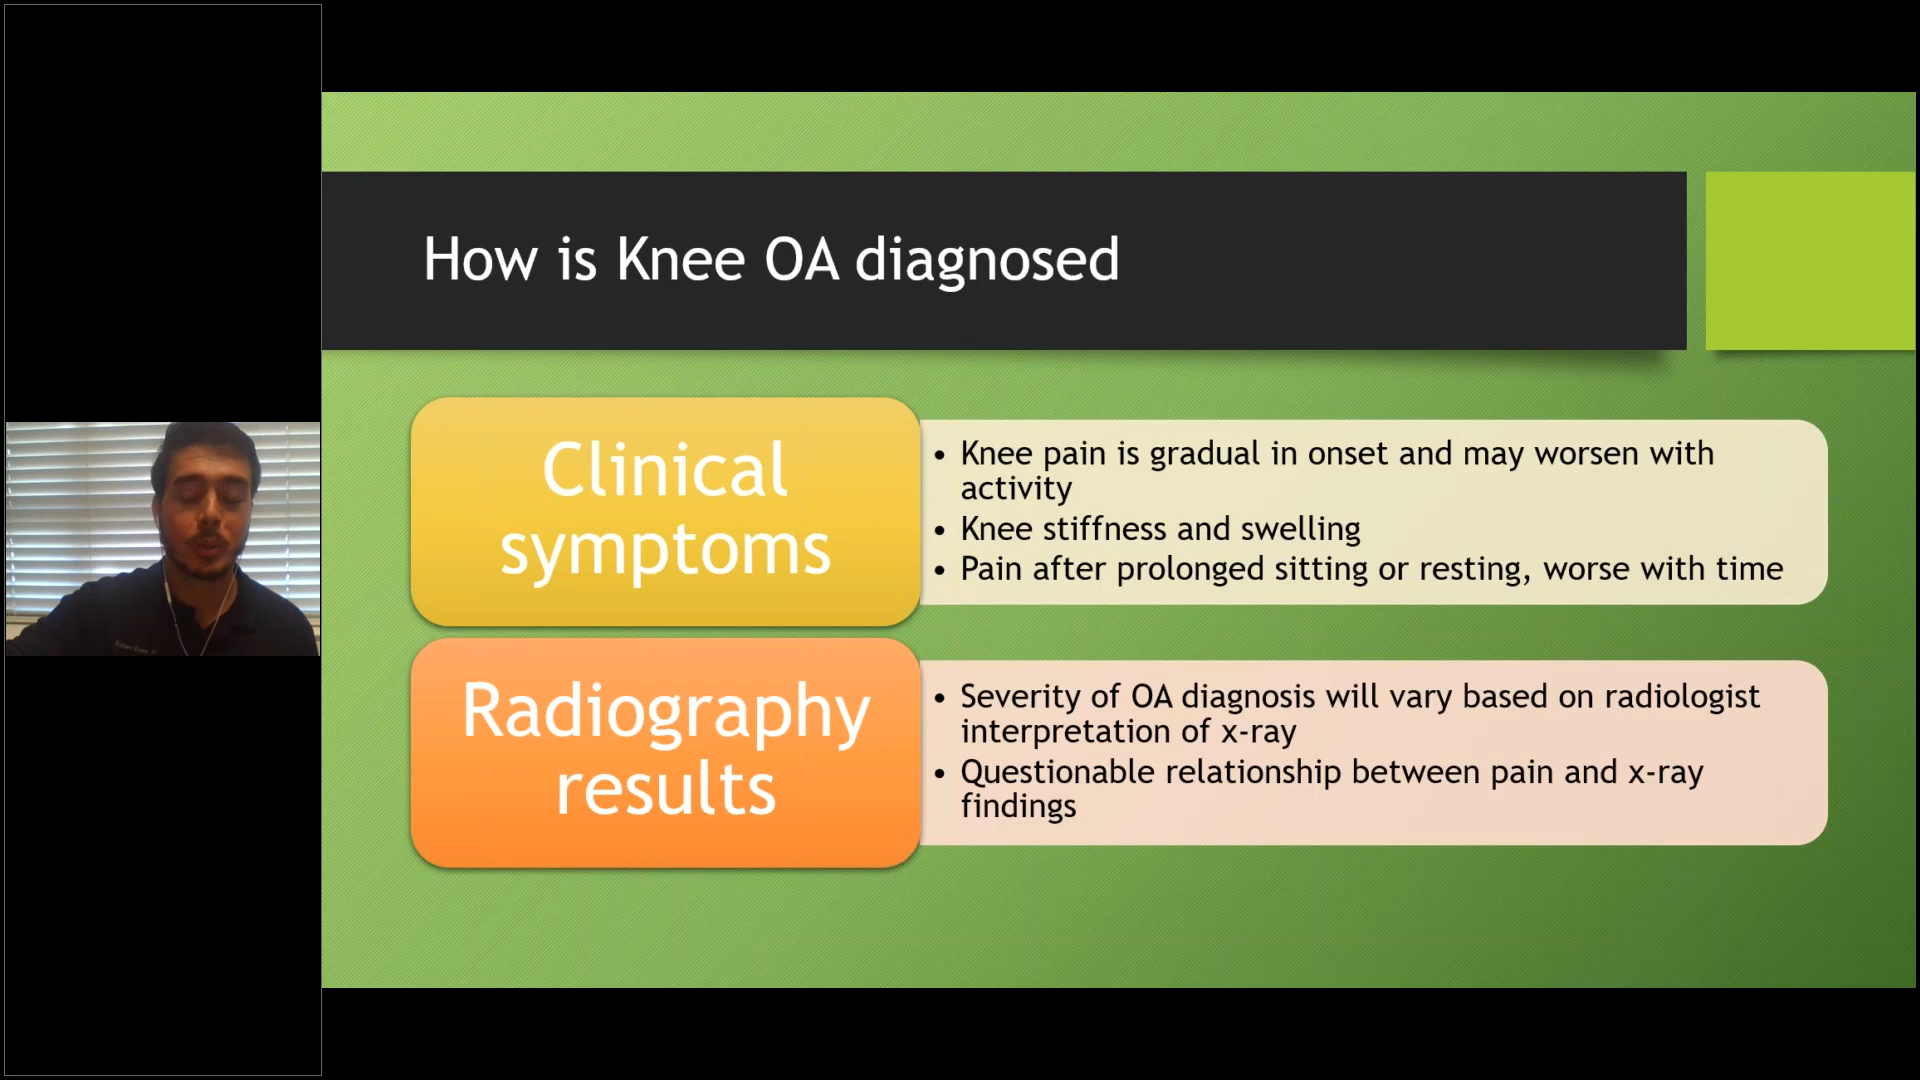 How is Knee OA diagnosed
Clinical
symptoms
• Knee pain is gradual in onset and may worsen with
activity
• Knee stiffness and swelling
• Pain after prolonged sitting or resting, worse with time
Radiography
results
• Severity of OA diagnosis will vary based on radiologist
interpretation of x-ray
• Questionable relationship between pain and x-ray
findings